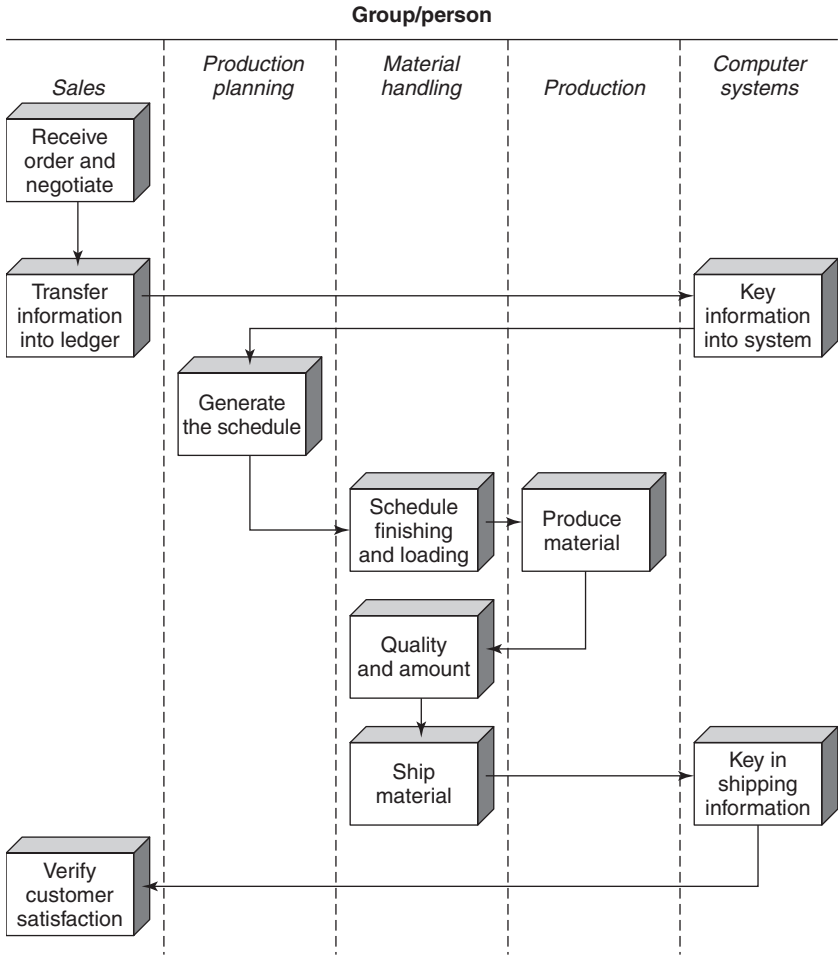 Group/person
Sales
Production
planning
Material
handling
Production
Computer
systems
Receive
order and
negotiate
Transfer
information
into ledger
Key
information
into system
Generate
the schedule
Schedule
finishing
and loading
Produce
material
Quality
and amount
Ship
material
Key in
shipping
information
Verify
customer
satisfaction